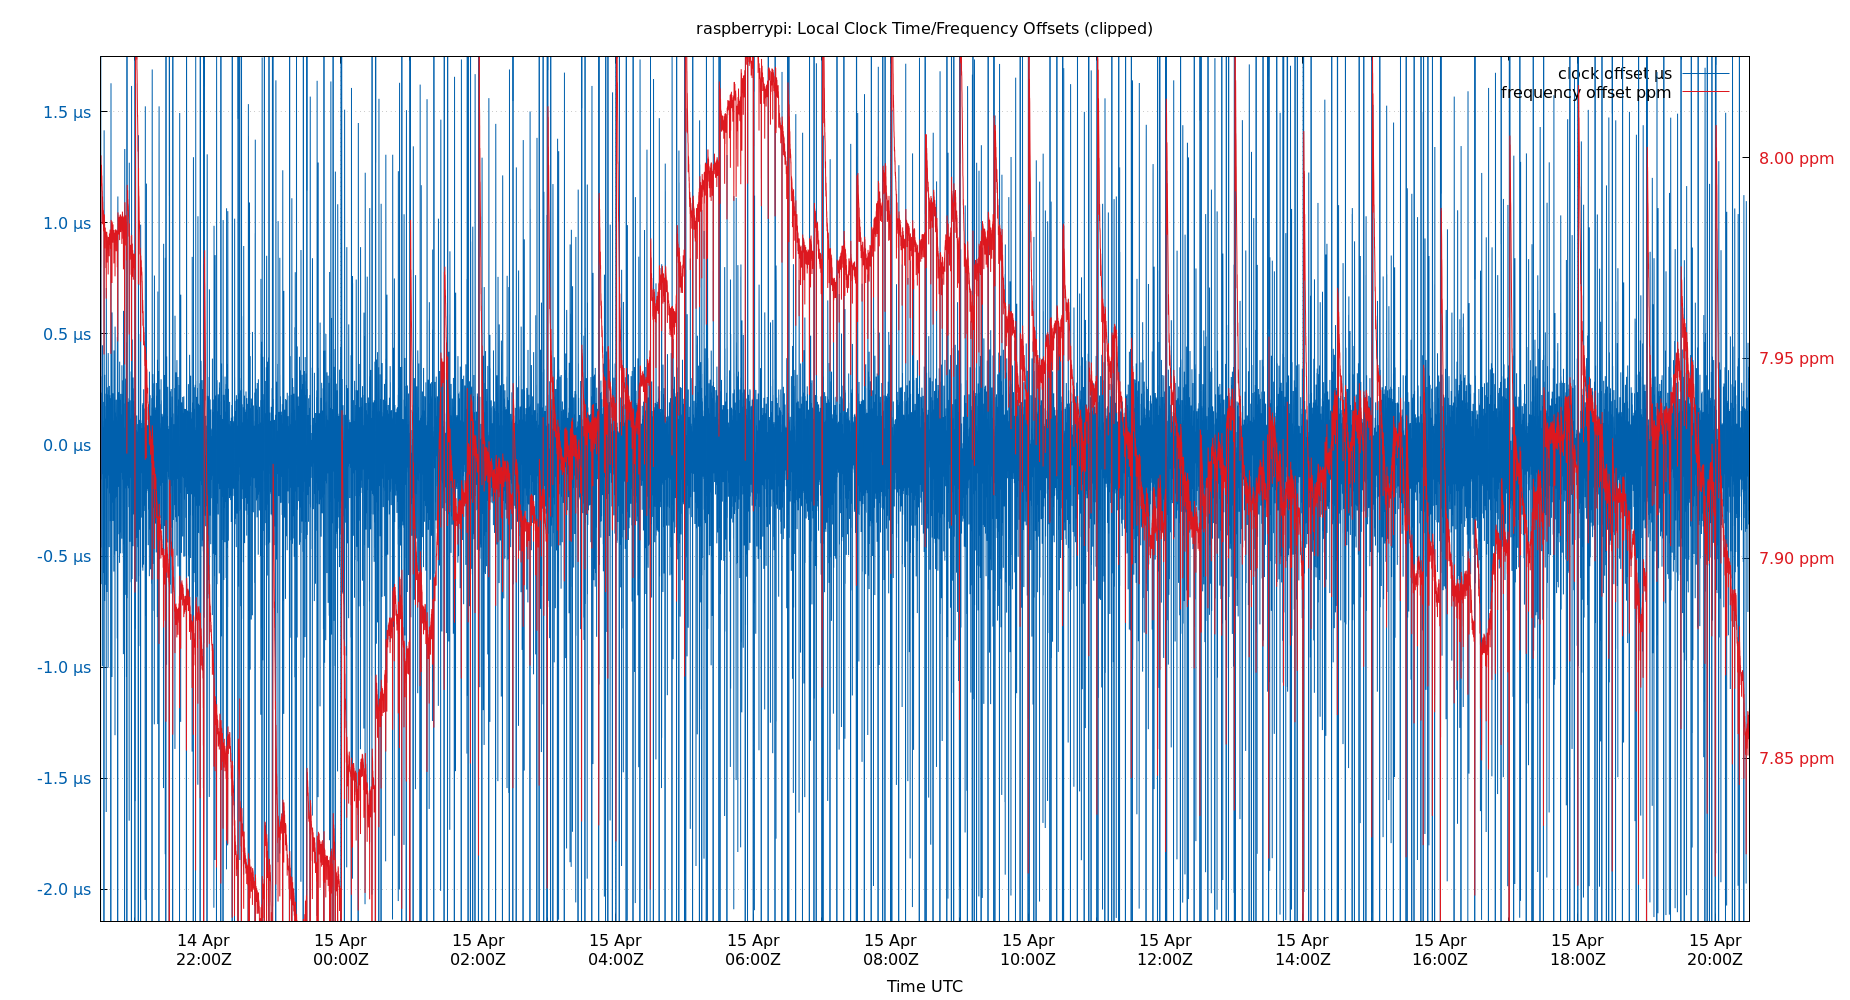 raspberrypi: Local Clock Time/Frequency Offsets (clipped)
clock offset µs
frequency offset ppm
1.5 µs
1.0 µs
0.5 µs
0.0 µs
-0.5 µs
-1.0 µs
-1.5 µs
-2.0 µs
8.00 ppm
7.95 ppm
7.90 ppm
7.85 ppm
14 Apr 15 Apr 15 Apr 15 Apr 15 Apr 15 Apr 15 Apr 15 Apr 15 Apr 15 Apr 15 Apr 15 Apr
22:00Z 00:00Z 02:00Z 04:00Z 06:00Z 08:00Z 10:00Z 12:00Z 14:00Z 16:00Z 18:00Z 20:00Z
Time UTC